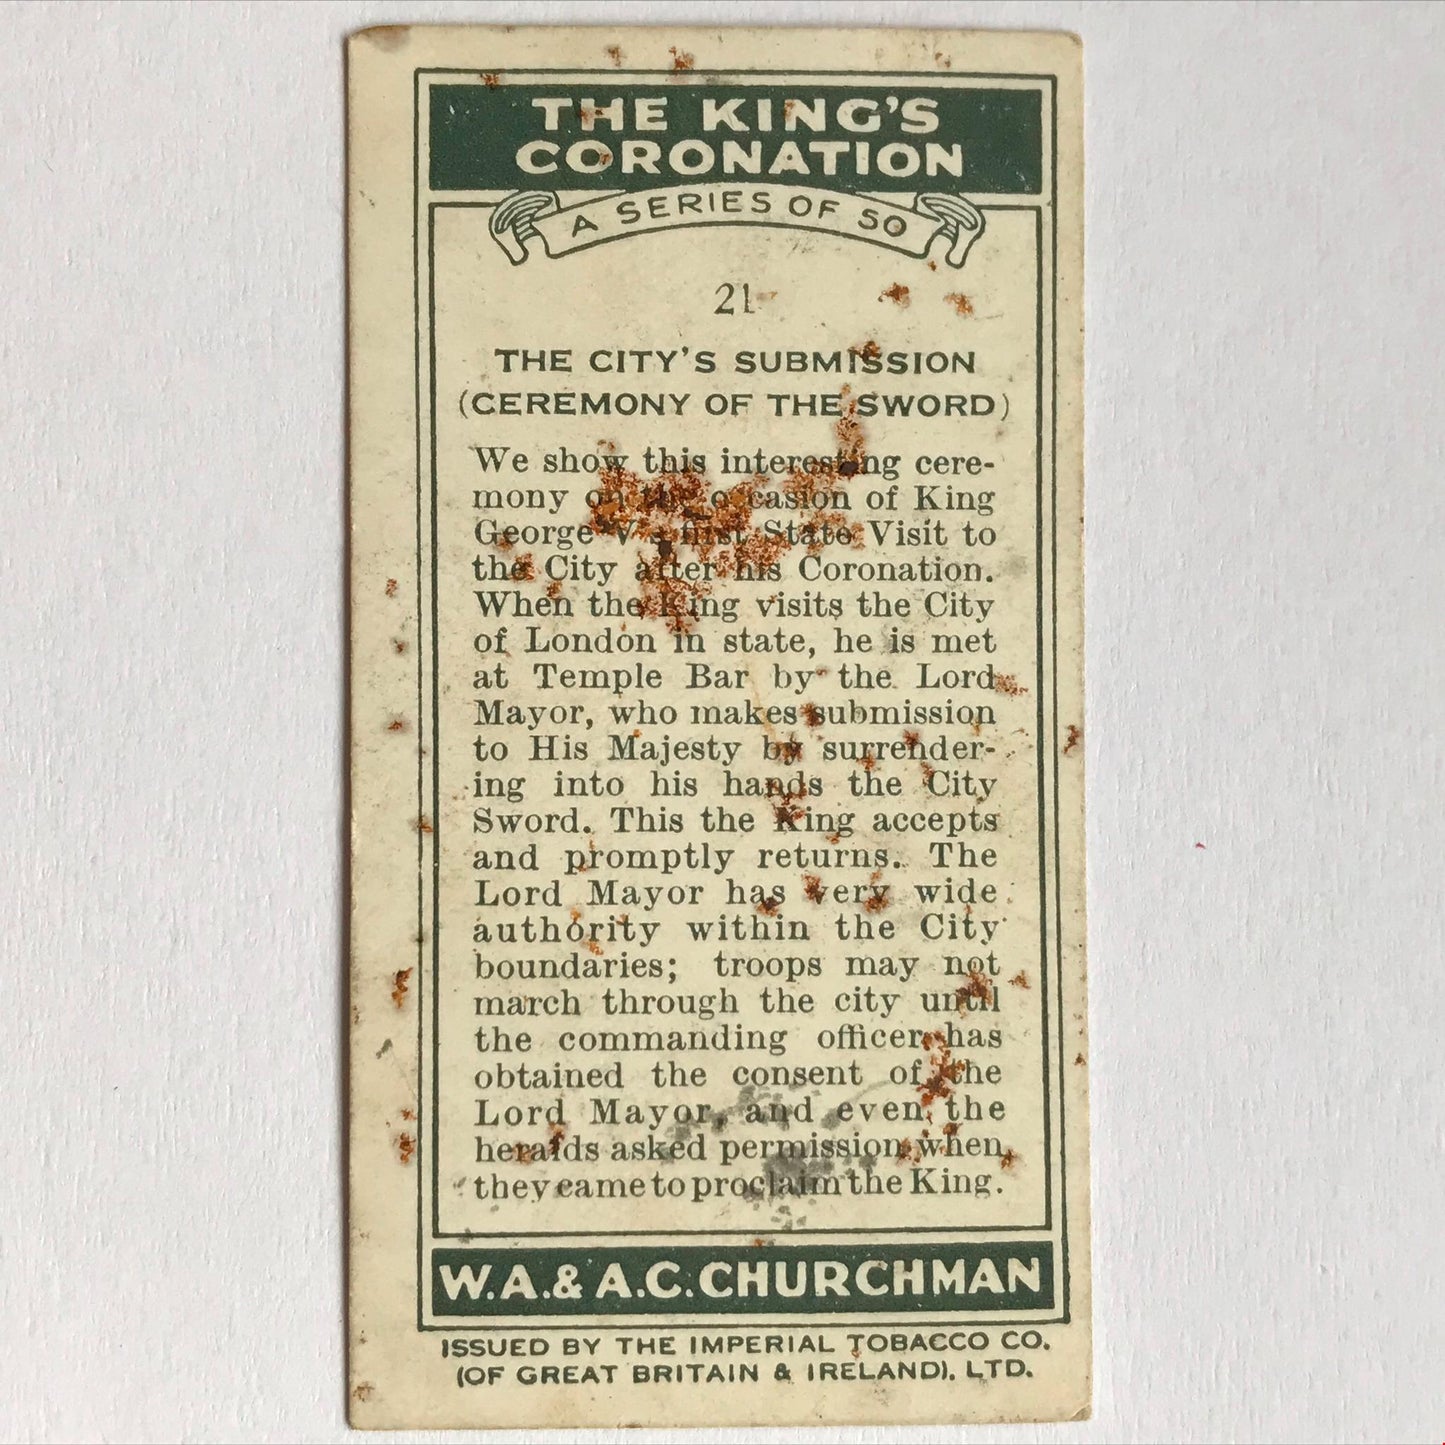 THE KING'S
CORONATION
A SERIES OF 50
21
THE CITY'S SUBMISSION
(CEREMONY OF THE SWORD)
We show this interesting cere-
mony on the occasion of King
George V's first State Visit to
the City after his Coronation.
When the King visits the City
of London in state, he is met
at Temple Bar by the Lord
Mayor, who makes submission
to His Majesty by surrender-
ing into his hands the City
Sword. This the King accepts
and promptly returns. The
Lord Mayor has very wide
authority within the City
boundaries; troops may not
march through the city until
the commanding officer has
obtained the consent of the
Lord Mayor, and even the
heralds asked permission when
they came to proclaim the King.
W.A. & A.C. CHURCHMAN
ISSUED BY THE IMPERIAL TOBACCO CO.
(OF GREAT BRITAIN & IRELAND), LTD.